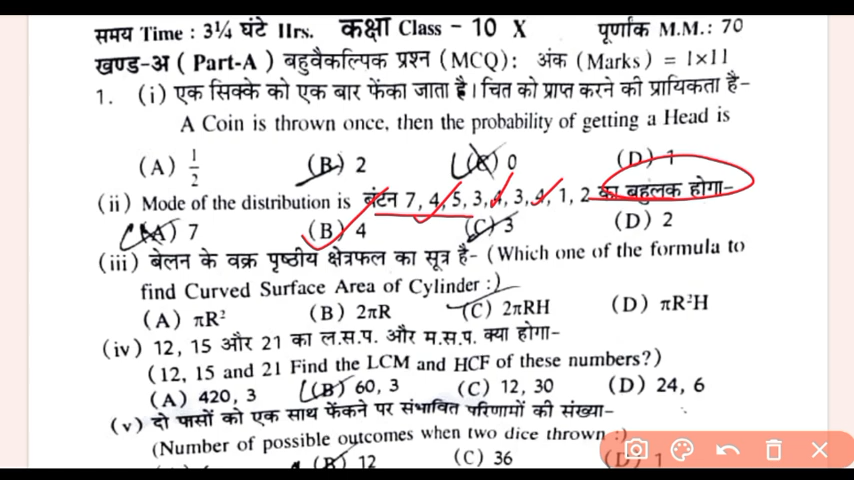 समय Time : 3¼ घंटे Hrs. कक्षा Class - 10 X पूर्णांक M.M.: 70
खण्ड-अ ( Part-A ) बहुवैकल्पिक प्रश्न (MCQ): अंक (Marks) = 1×11
1. (i) एक सिक्के को एक बार फेंका जाता है। चित को प्राप्त करने की प्रायिकता है-
A Coin is thrown once, then the probability of getting a Head is
(A) 1/2 (B) 2 (C) 0 (D) 1
(ii) Mode of the distribution is बंटन 7, 4, 5, 3, 4, 3, 4, 1, 2 का बहुलक होगा-
(A) 7 (B) 4 (C) 3 (D) 2
(iii) बेलन के वक्र पृष्ठीय क्षेत्रफल का सूत्र है- (Which one of the formula to
find Curved Surface Area of Cylinder :)
(A) πR² (B) 2πR (C) 2πRH (D) πR²H
(iv) 12, 15 और 21 का ल.स.प. और म.स.प. क्या होगा-
(12, 15 and 21 Find the LCM and HCF of these numbers?)
(A) 420, 3 (B) 60, 3 (C) 12, 30 (D) 24, 6
(v) दो पासों को एक साथ फेंकने पर संभावित परिणामों की संख्या-
(Number of possible outcomes when two dice thrown :)
(B) 12 (C) 36 (D) 1